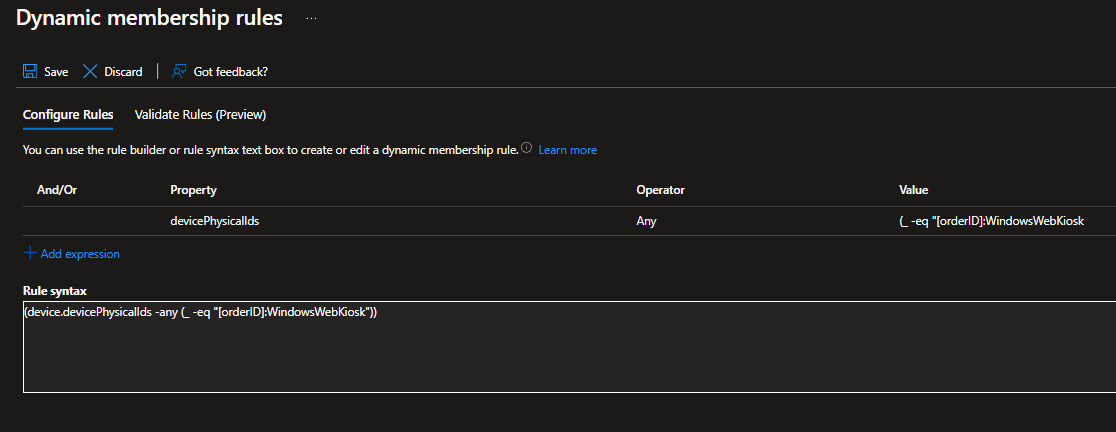 Dynamic membership rules ...
Save Discard | Got feedback?
Configure Rules Validate Rules (Preview)
You can use the rule builder or rule syntax text box to create or edit a dynamic membership rule. Learn more
And/Or Property Operator Value
devicePhysicalIds Any (_ -eq "[orderID]:WindowsWebKiosk
Add expression
Rule syntax
(device.devicePhysicalIds -any (_ -eq "[orderID]:WindowsWebKiosk"))